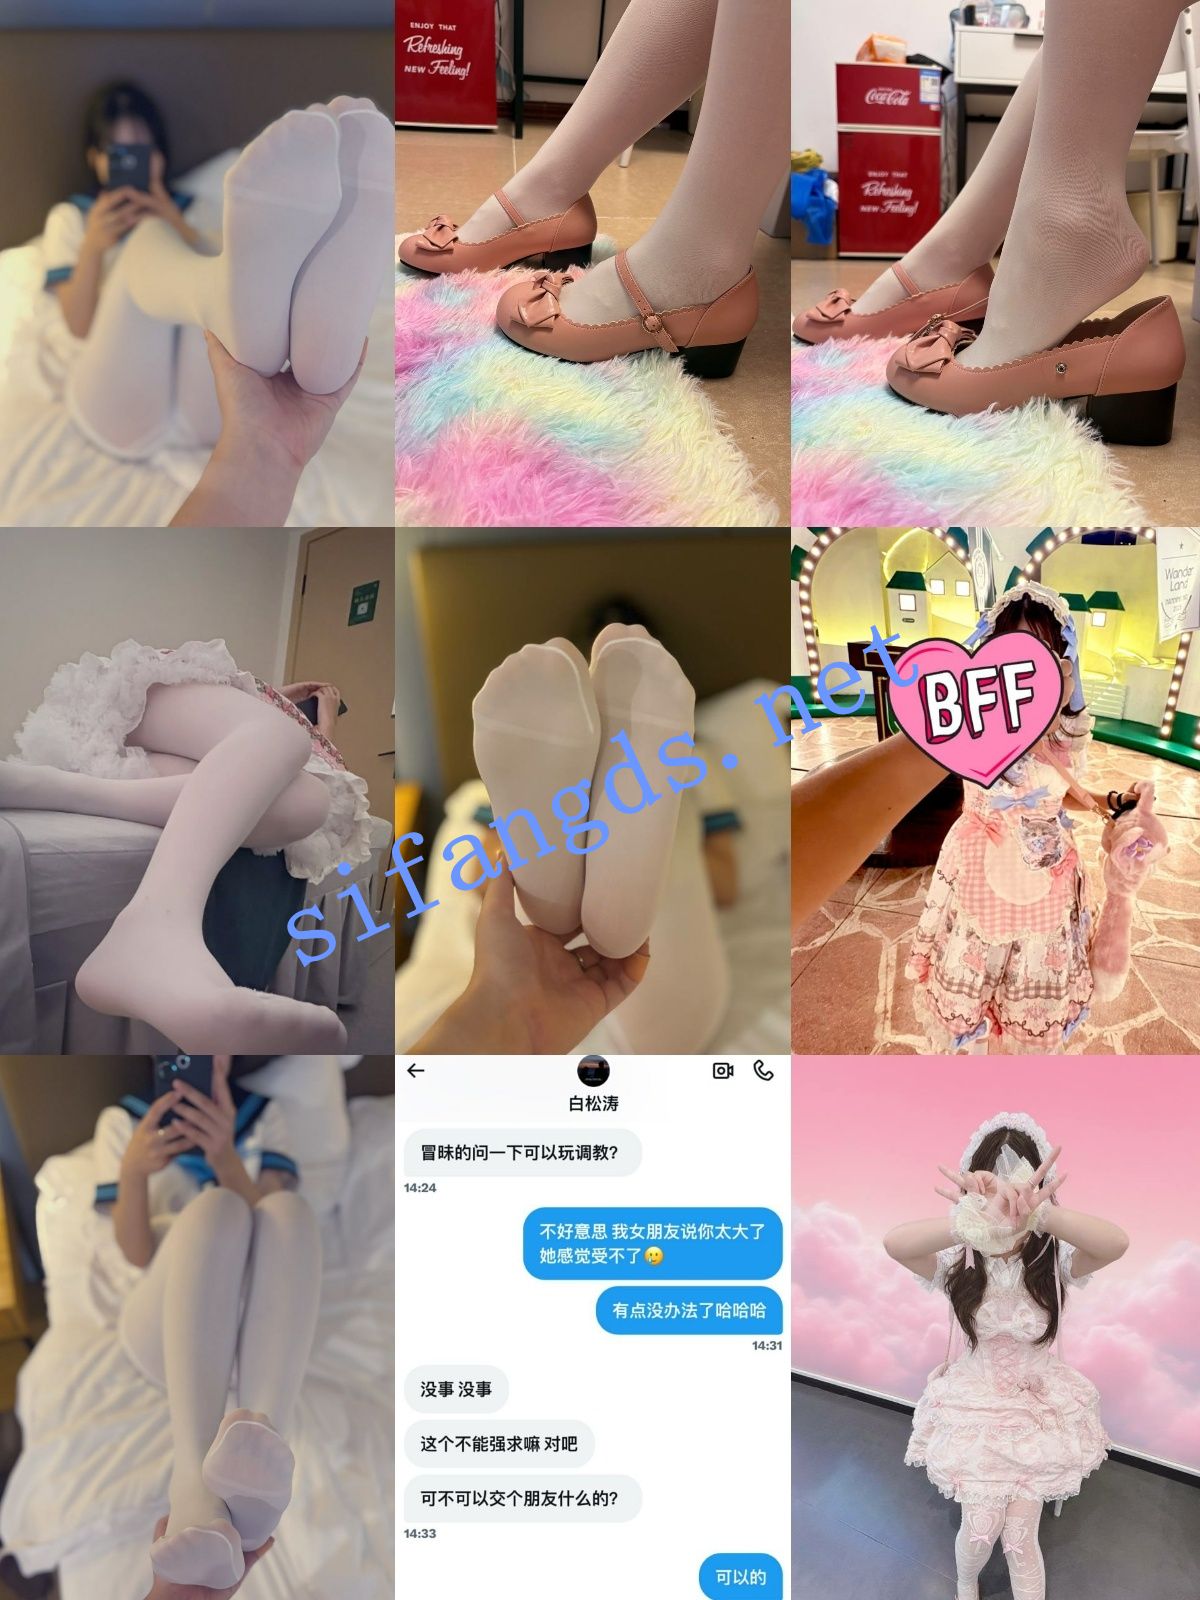 ENJOY THAT
Refreshing
NEW Feeling!
Coca-Cola
ENJOY THAT
Refreshing
NEW Feeling!
sifangds.net
BFF
Wander
Land
白松涛
冒昧的问一下可以玩调教?
14:24
不好意思 我女朋友说你太大了
她感觉受不了🥲
有点没办法了哈哈哈
14:31
没事 没事
这个不能强求嘛 对吧
可不可以交个朋友什么的?
14:33
可以的